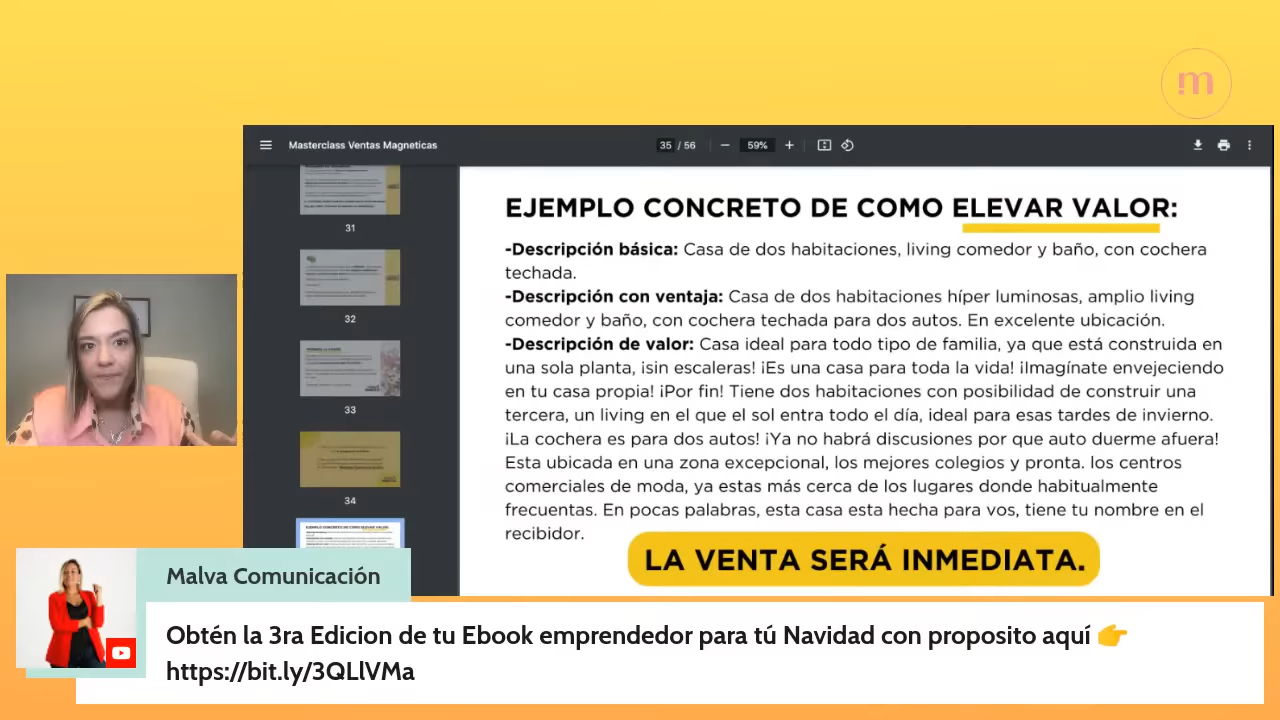 m
Masterclass Ventas Magneticas
35 / 56
59%
EJEMPLO CONCRETO DE COMO ELEVAR VALOR:
-Descripción básica: Casa de dos habitaciones, living comedor y baño, con cochera
techada.
-Descripción con ventaja: Casa de dos habitaciones híper luminosas, amplio living
comedor y baño, con cochera techada para dos autos. En excelente ubicación.
-Descripción de valor: Casa ideal para todo tipo de familia, ya que está construida en
una sola planta, ¡sin escaleras! ¡Es una casa para toda la vida! ¡Imagínate envejeciendo
en tu casa propia! ¡Por fin! Tiene dos habitaciones con posibilidad de construir una
tercera, un living en el que el sol entra todo el día, ideal para esas tardes de invierno.
¡La cochera es para dos autos! ¡Ya no habrá discusiones por que auto duerme afuera!
Esta ubicada en una zona excepcional, los mejores colegios y pronta. los centros
comerciales de moda, ya estas más cerca de los lugares donde habitualmente
frecuentas. En pocas palabras, esta casa esta hecha para vos, tiene tu nombre en el
recibidor.
LA VENTA SERÁ INMEDIATA.
31
32
33
34
EJEMPLO CONCRETO DE COMO ELEVAR VALOR:
Malva Comunicación
Obtén la 3ra Edicion de tu Ebook emprendedor para tú Navidad con proposito aquí 👉
https://bit.ly/3QLlVMa